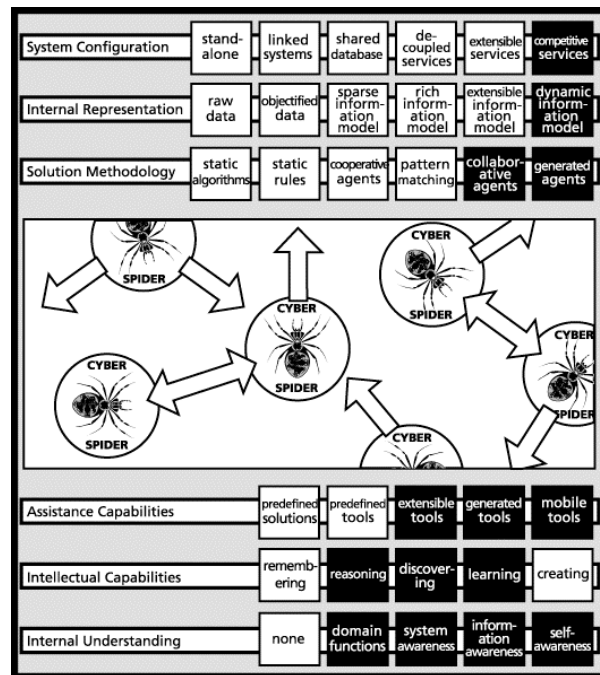 System Configuration
stand-
alone
linked
systems
shared
database
de-
coupled
services
extensible
services
competitive
services
Internal Representation
raw
data
objectified
data
sparse
inform-
ation
model
rich
inform-
ation
model
extensible
inform-
ation
model
dynamic
inform-
ation
model
Solution Methodology
static
algorithms
static
rules
cooperative
agents
pattern
matching
collabor-
ative
agents
generated
agents
SPIDER
CYBER
SPIDER
CYBER
SPIDER
CYBER
SPIDER
CYBER
SPIDER
CYBER
Assistance Capabilities
predefined
solutions
predefined
tools
extensible
tools
generated
tools
mobile
tools
Intellectual Capabilities
rememb-
ering
reasoning
discover-
ing
learning
creating
Internal Understanding
none
domain
functions
system
awareness
inform-
ation
awareness
self-
awareness